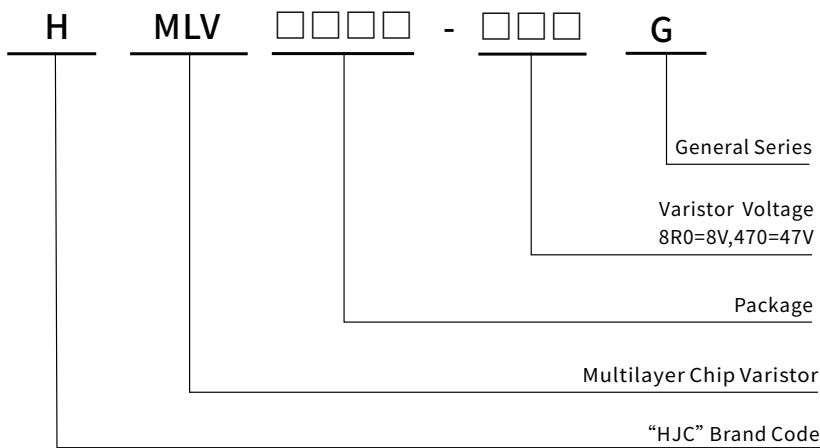 H MLV □□□□ - □□□ G
General Series
Varistor Voltage
8R0=8V,470=47V
Package
Multilayer Chip Varistor
“HJC” Brand Code